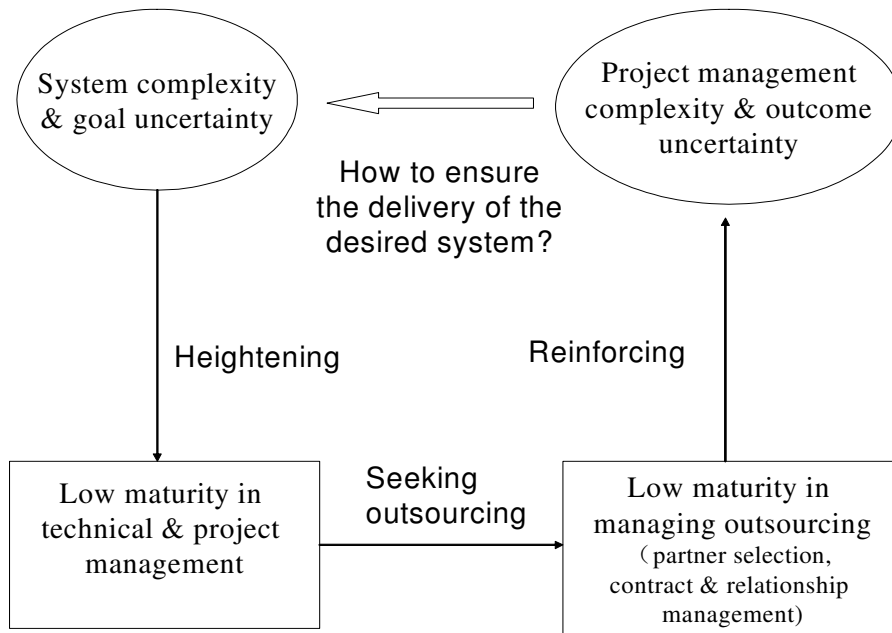 System complexity
& goal uncertainty
Project management
complexity & outcome
uncertainty
How to ensure
the delivery of the
desired system?
Heightening
Reinforcing
Low maturity in
technical & project
management
Seeking
outsourcing
Low maturity in
managing outsourcing
（partner selection,
contract & relationship
management)